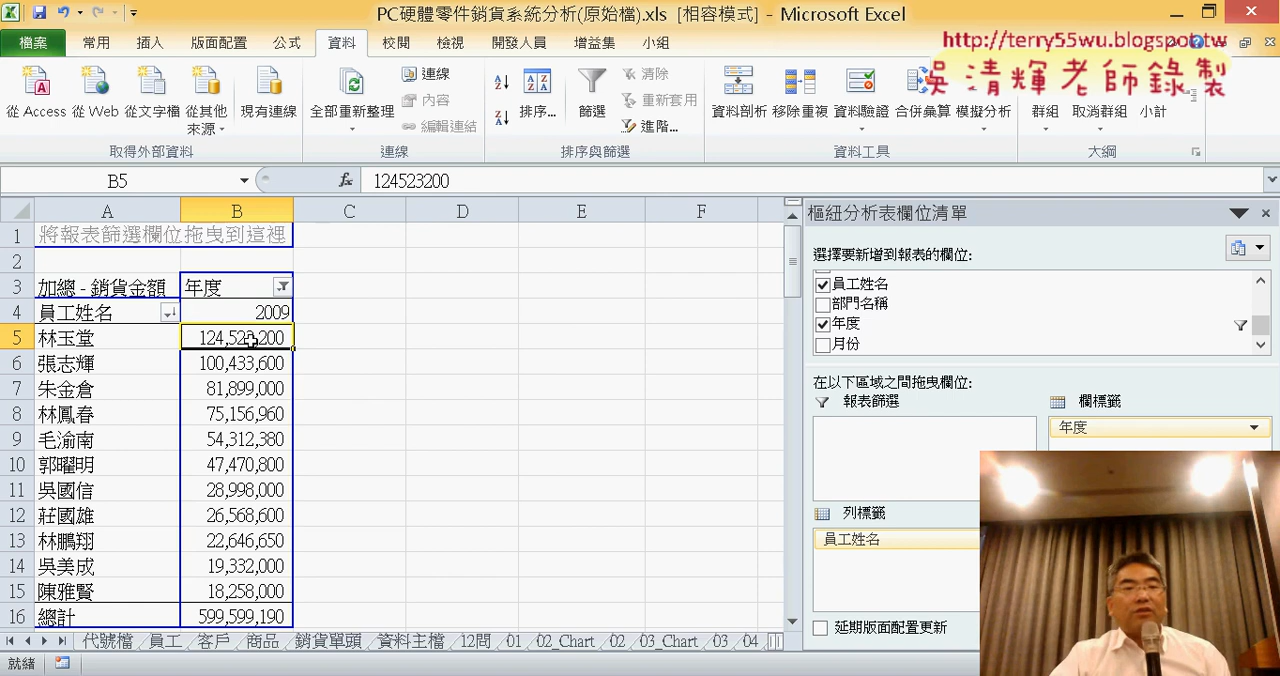 PC硬體零件銷貨系統分析(原始檔).xls [相容模式] - Microsoft Excel
檔案 常用 插入 版面配置 公式 資料 校閱 檢視 開發人員 增益集 小組
http://terry55wu.blogspot.tw
吳清輝老師錄製
從 Access 從 Web 從文字檔 從其他來源 現有連線
全部重新整理 連線 內容 編輯連結
排序... 篩選 清除 重新套用 進階...
資料剖析 移除重複 資料驗證 合併彙算 模擬分析
群組 取消群組 小計
取得外部資料 連線 排序與篩選 資料工具 大綱
B5 fx 124523200
A B C D E F
1 將報表篩選欄位拖曳到這裡
2
3 加總 - 銷貨金額 年度
4 員工姓名 2009
5 林玉堂 124,523,200
6 張志輝 100,433,600
7 朱金倉 81,899,000
8 林鳳春 75,156,960
9 毛渝南 54,312,380
10 郭曜明 47,470,800
11 吳國信 28,998,000
12 莊國雄 26,568,600
13 林鵬翔 22,646,650
14 吳美成 19,332,000
15 陳雅賢 18,258,000
16 總計 599,599,190
樞紐分析表欄位清單
選擇要新增到報表的欄位:
員工姓名
部門名稱
年度
月份
在以下區域之間拖曳欄位:
報表篩選 欄標籤
年度
列標籤
員工姓名
延期版面配置更新
代號檔 員工 客戶 商品 銷貨單頭 資料主檔 12問 01 02_Chart 02 03_Chart 03 04
就緒